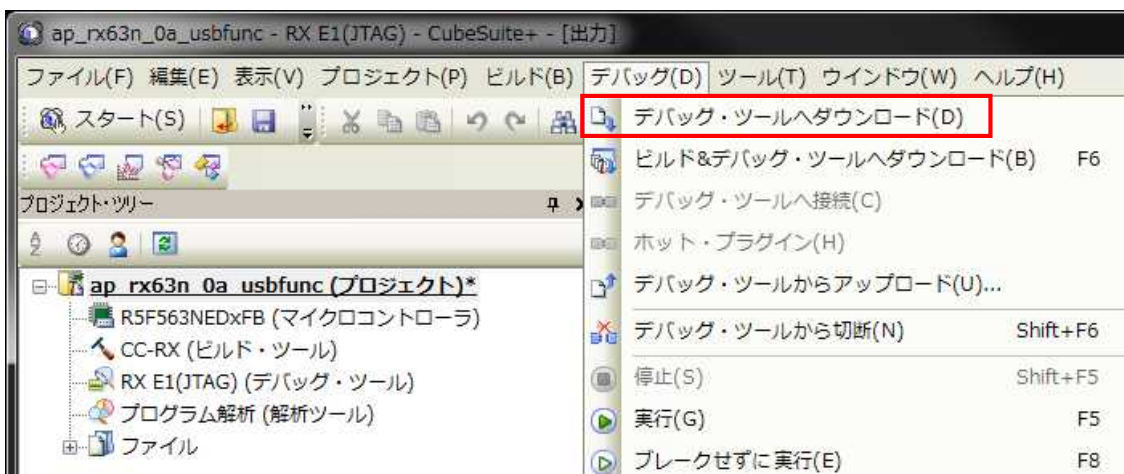 ap_rx63n_0a_usbfunc - RX E1(JTAG) - CubeSuite+ - [出力]
ファイル(F) 編集(E) 表示(V) プロジェクト(P) ビルド(B) デバッグ(D) ツール(T) ウインドウ(W) ヘルプ(H)
スタート(S)
デバッグ・ツールへダウンロード(D)
ビルド&デバッグ・ツールへダウンロード(B) F6
プロジェクト・ツリー
デバッグ・ツールへ接続(C)
ホット・プラグイン(H)
ap_rx63n_0a_usbfunc (プロジェクト)*
デバッグ・ツールからアップロード(U)...
R5F563NEDxFB (マイクロコントローラ)
デバッグ・ツールから切断(N) Shift+F6
CC-RX (ビルド・ツール)
RX E1(JTAG) (デバッグ・ツール)
停止(S) Shift+F5
プログラム解析 (解析ツール)
実行(G) F5
ファイル
ブレークせずに実行(E) F8